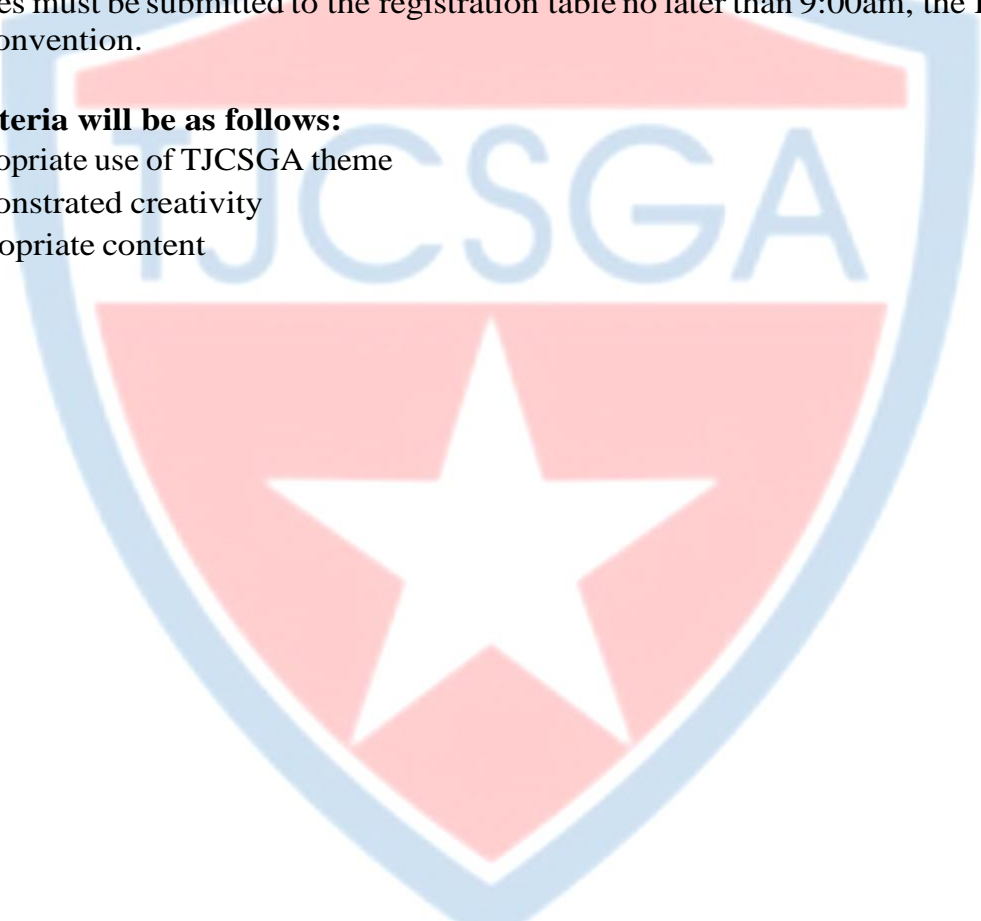 es must be submitted to the registration table no later than 9:00am, the
onvention.
teria will be as follows:
opriate use of TJCSGA theme
onstrated creativity
opriate content
TJCSGA